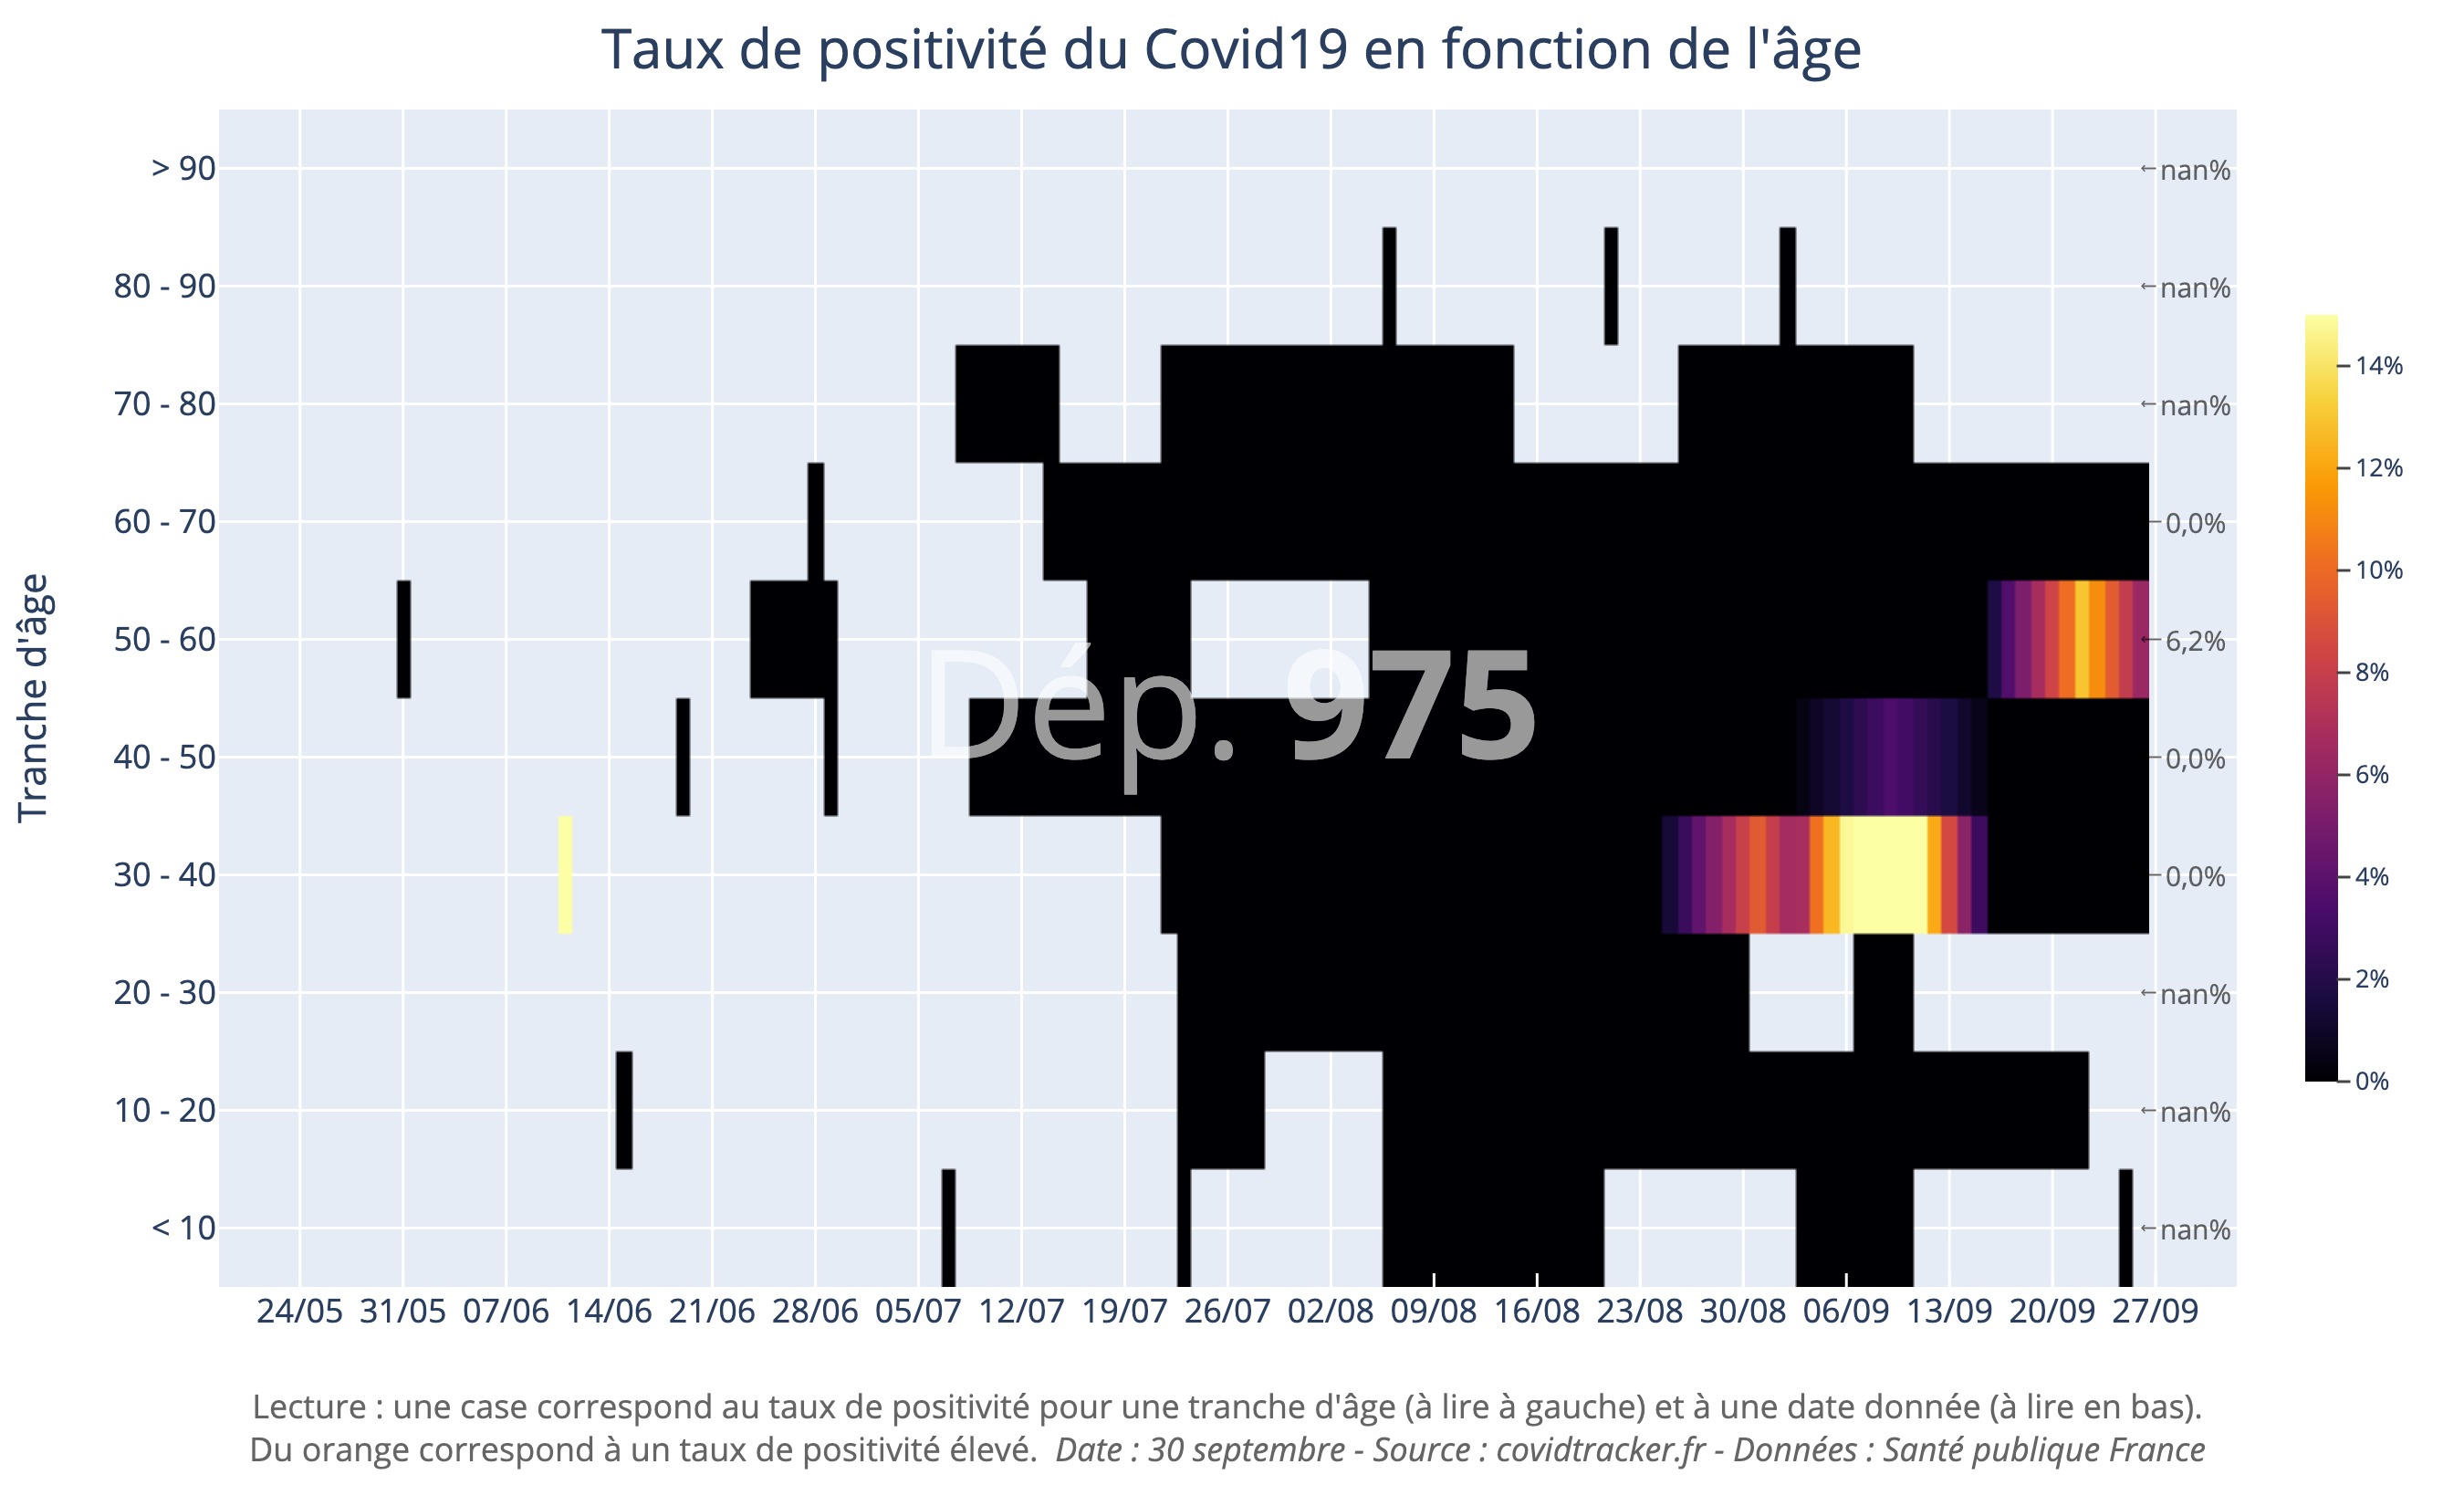 Taux de positivité du Covid19 en fonction de l'âge
Tranche d'âge
> 90
80 - 90
70 - 80
60 - 70
50 - 60
40 - 50
30 - 40
20 - 30
10 - 20
< 10
Dép. 975
←nan%
←nan%
←nan%
0,0%
6,2%
0,0%
0,0%
←nan%
←nan%
←nan%
14%
12%
10%
8%
6%
4%
2%
0%
24/05 31/05 07/06 14/06 21/06 28/06 05/07 12/07 19/07 26/07 02/08 09/08 16/08 23/08 30/08 06/09 13/09 20/09 27/09
Lecture : une case correspond au taux de positivité pour une tranche d'âge (à lire à gauche) et à une date donnée (à lire en bas).
Du orange correspond à un taux de positivité élevé. Date : 30 septembre - Source : covidtracker.fr - Données : Santé publique France